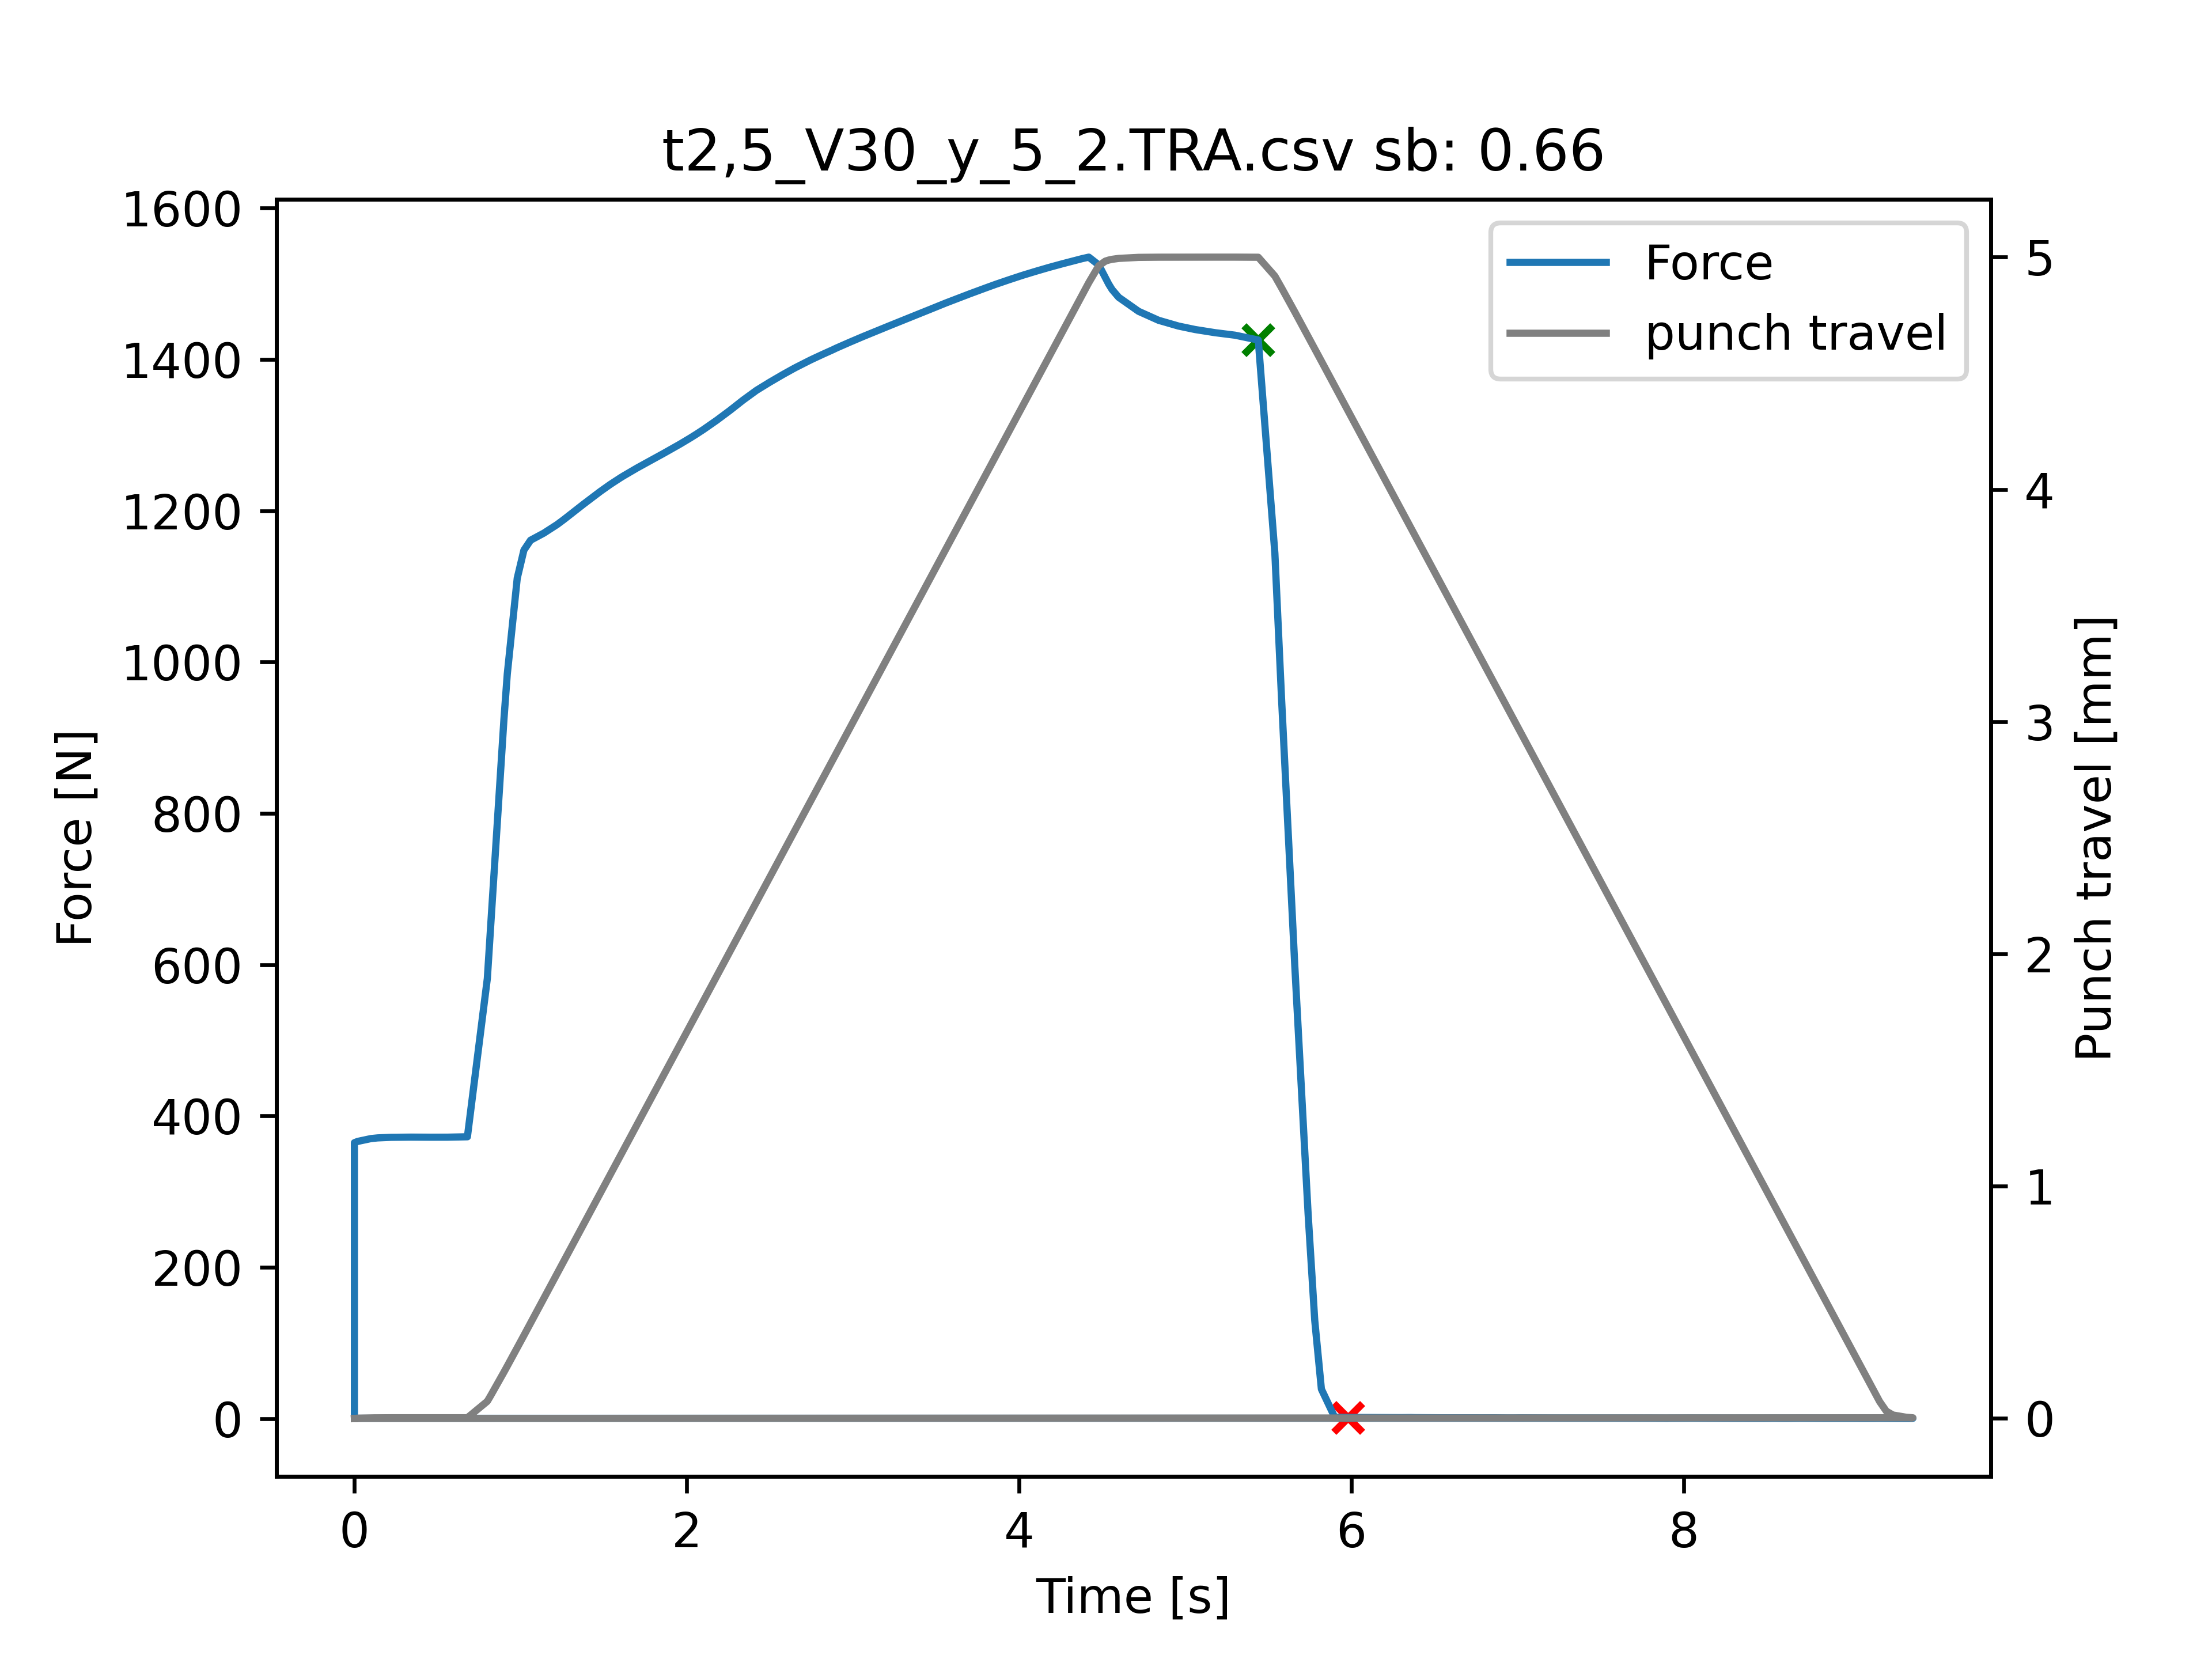 t2,5_V30_y_5_2.TRA.csv sb: 0.66
Force
punch travel
1600
1400
1200
1000
800
600
400
200
0
Force [N]
5
4
3
2
1
0
Punch travel [mm]
0 2 4 6 8
Time [s]